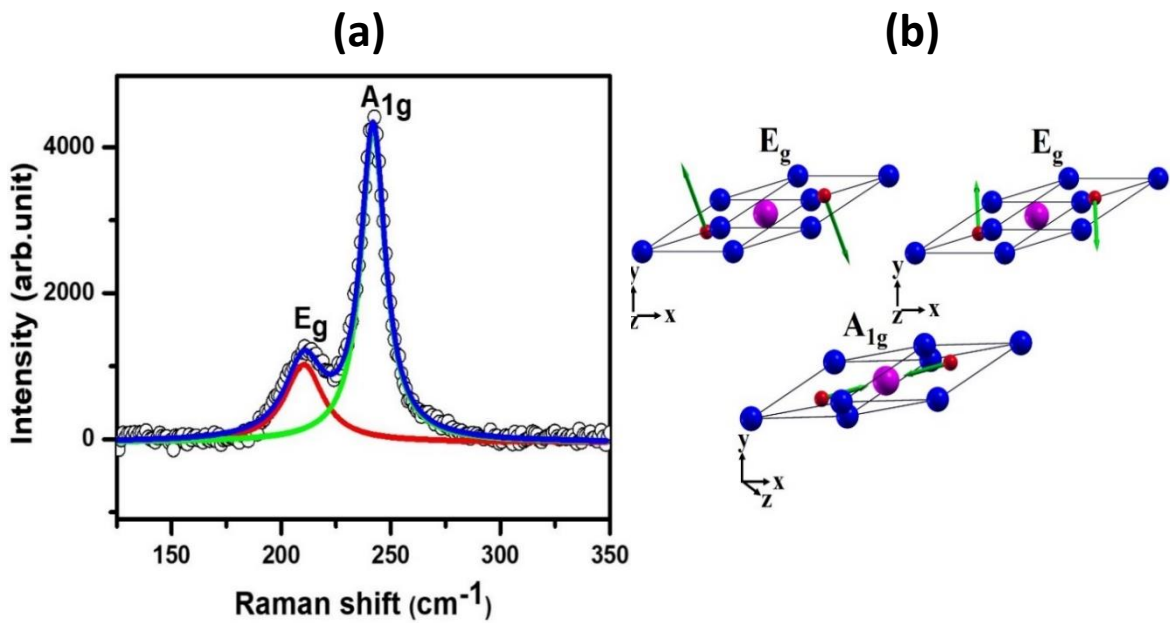 (a)
(b)
A1g
Eg
4000
2000
0
Intensity (arb.unit)
150
200
250
300
350
Raman shift (cm-1)
Eg
Eg
y
z
x
y
z
x
A1g
y
x
z